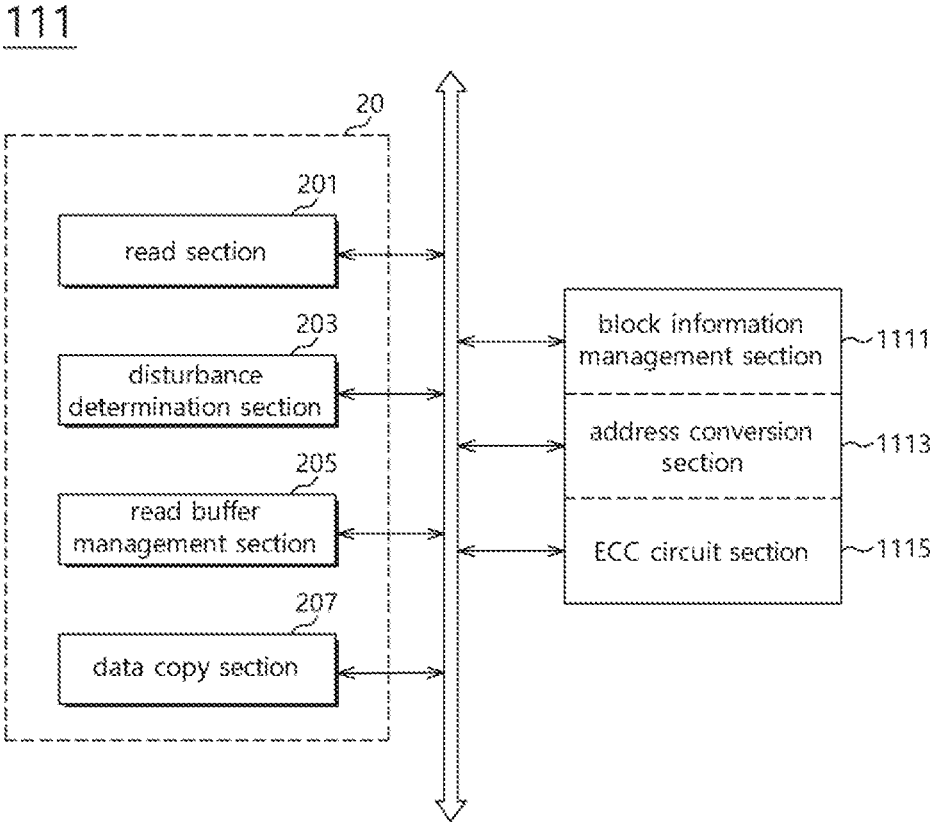 111
20
201
read section
203
disturbance
determination section
205
read buffer
management section
207
data copy section
block information
management section
1111
address conversion
section
1113
ECC circuit section
1115